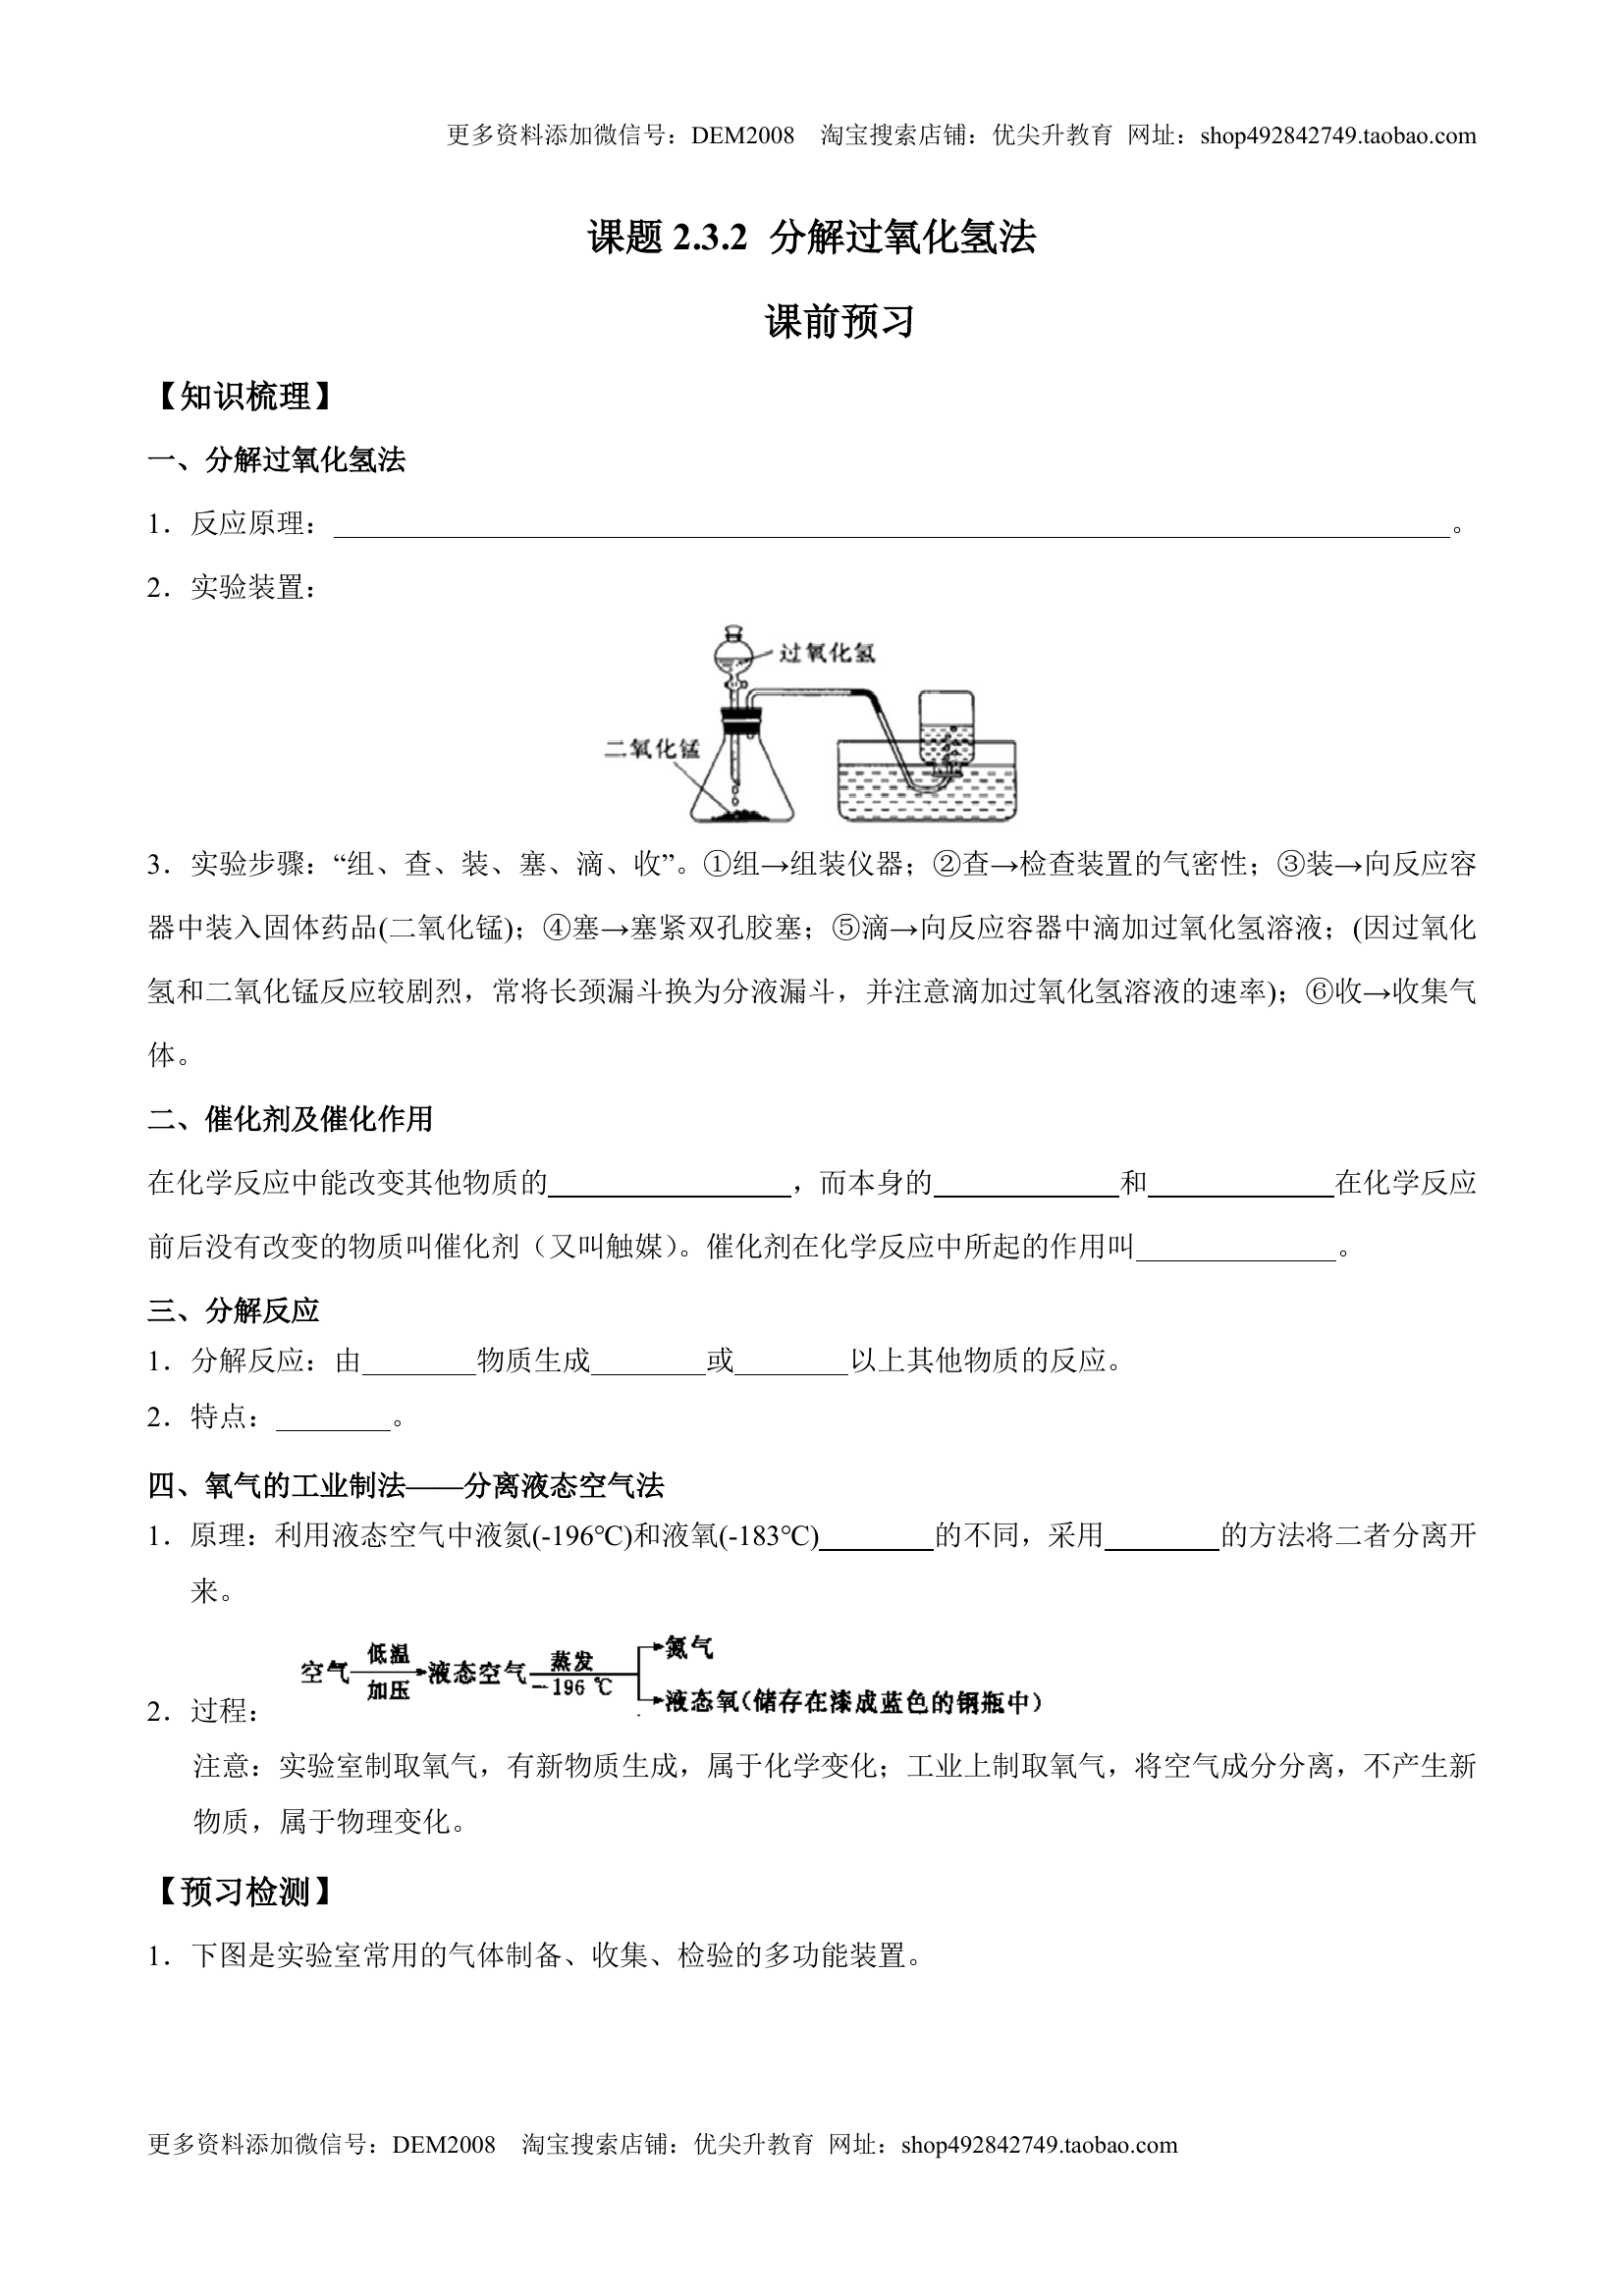 更多资料添加微信号：DEM2008 淘宝搜索店铺：优尖升教育 网址：shop492842749.taobao.com
课题 2.3.2 分解过氧化氢法
课前预习
【知识梳理】
一、分解过氧化氢法
1．反应原理：________________。
2．实验装置：
过氧化氢
二氧化锰
3．实验步骤：“组、查、装、塞、滴、收”。①组→组装仪器；②查→检查装置的气密性；③装→向反应容
器中装入固体药品(二氧化锰)；④塞→塞紧双孔胶塞；⑤滴→向反应容器中滴加过氧化氢溶液；(因过氧化
氢和二氧化锰反应较剧烈，常将长颈漏斗换为分液漏斗，并注意滴加过氧化氢溶液的速率)；⑥收→收集气
体。
二、催化剂及催化作用
在化学反应中能改变其他物质的________，而本身的________和________在化学反应
前后没有改变的物质叫催化剂（又叫触媒）。催化剂在化学反应中所起的作用叫________。
三、分解反应
1．分解反应：由________物质生成________或________以上其他物质的反应。
2．特点：________。
四、氧气的工业制法——分离液态空气法
1．原理：利用液态空气中液氮(-196℃)和液氧(-183℃)________的不同，采用________的方法将二者分离开
来。
2．过程：
空气 低温 加压 液态空气 蒸发 －196 ℃ 氮气
液态氧(储存在漆成蓝色的钢瓶中)
注意：实验室制取氧气，有新物质生成，属于化学变化；工业上制取氧气，将空气成分分离，不产生新
物质，属于物理变化。
【预习检测】
1．下图是实验室常用的气体制备、收集、检验的多功能装置。
更多资料添加微信号：DEM2008 淘宝搜索店铺：优尖升教育 网址：shop492842749.taobao.com